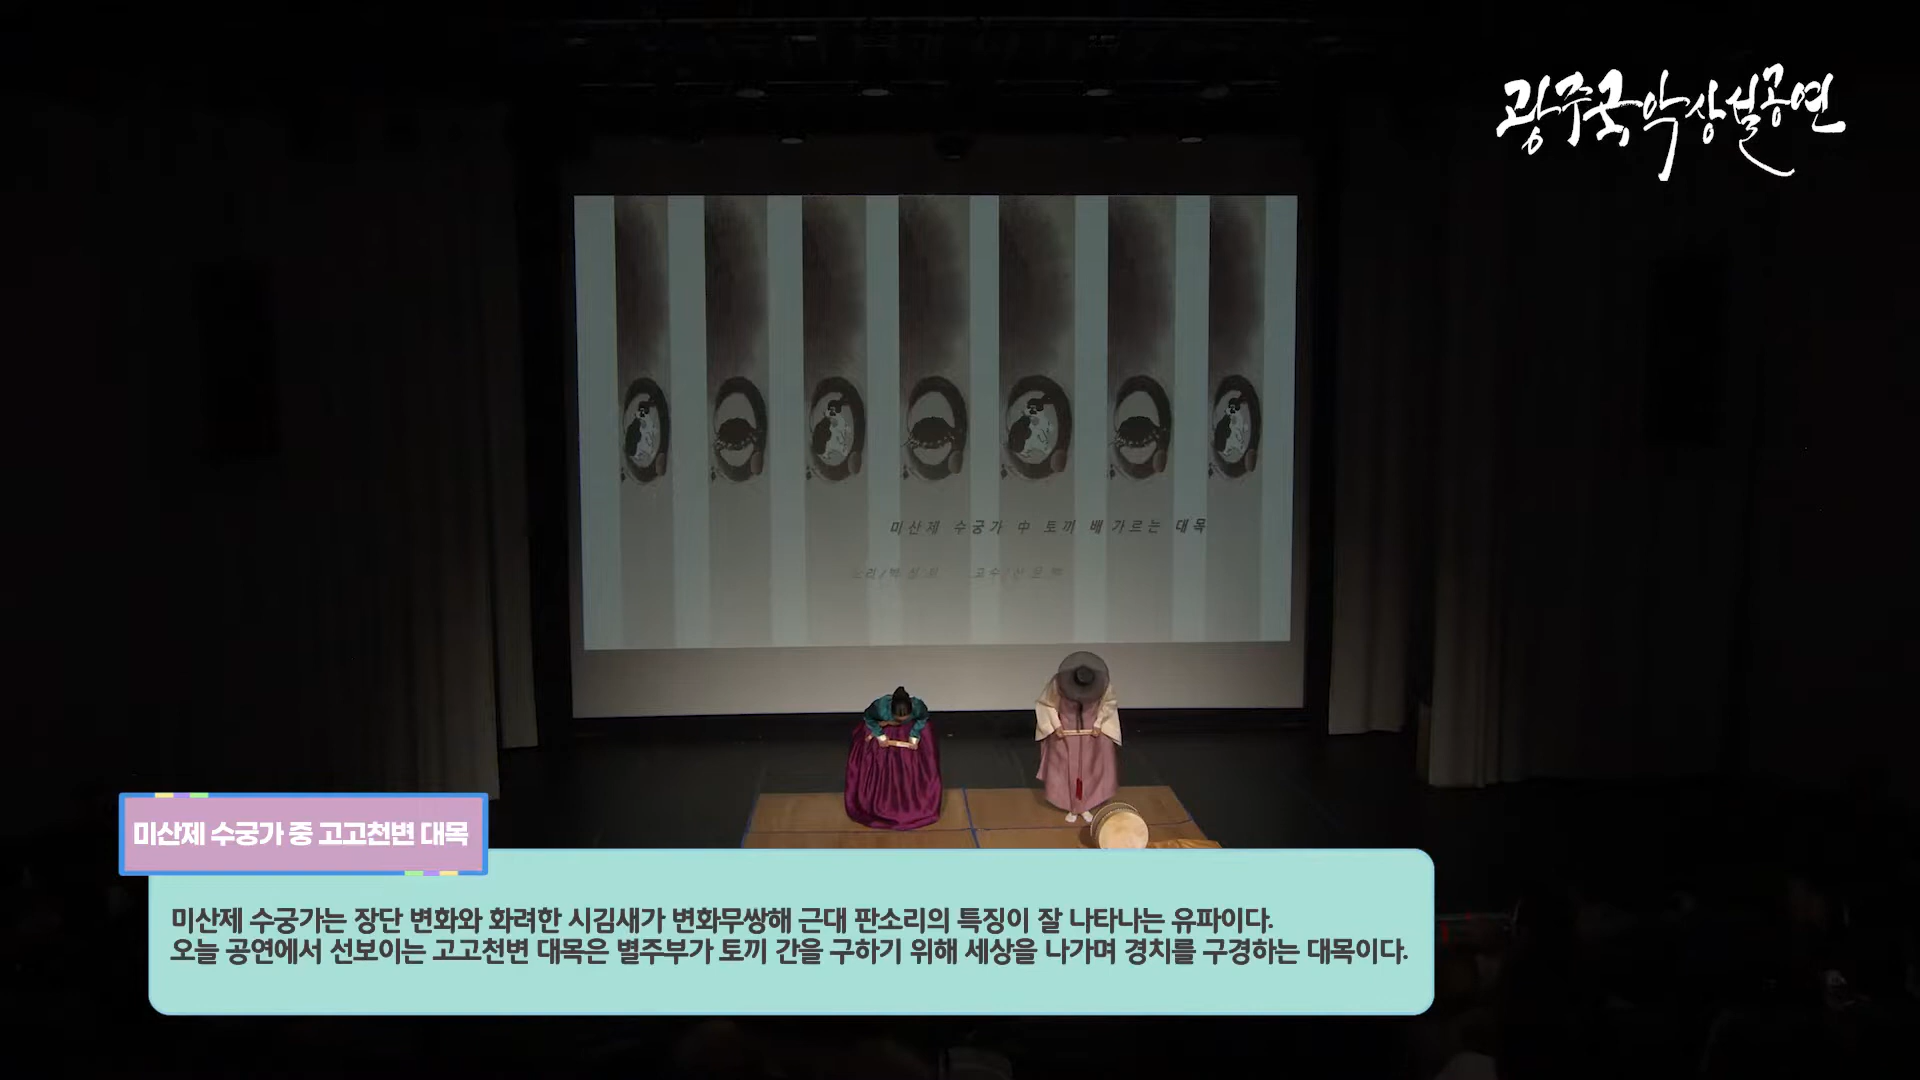 광주국악상설공연
미산제 수궁가 中 토끼 배 가르는 대목
미산제 수궁가 중 고고천변 대목
미산제 수궁가는 장단 변화와 화려한 시김새가 변화무쌍해 근대 판소리의 특징이 잘 나타나는 유파이다.
오늘 공연에서 선보이는 고고천변 대목은 별주부가 토끼 간을 구하기 위해 세상을 나가며 경치를 구경하는 대목이다.